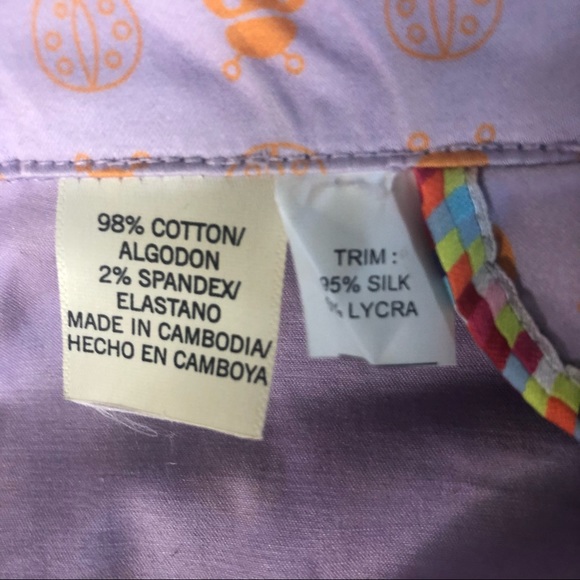 98% COTTON/
ALGODON
2% SPANDEX/
ELASTANO
MADE IN CAMBODIA/
HECHO EN CAMBOYA
TRIM :
95% SILK
% LYCRA